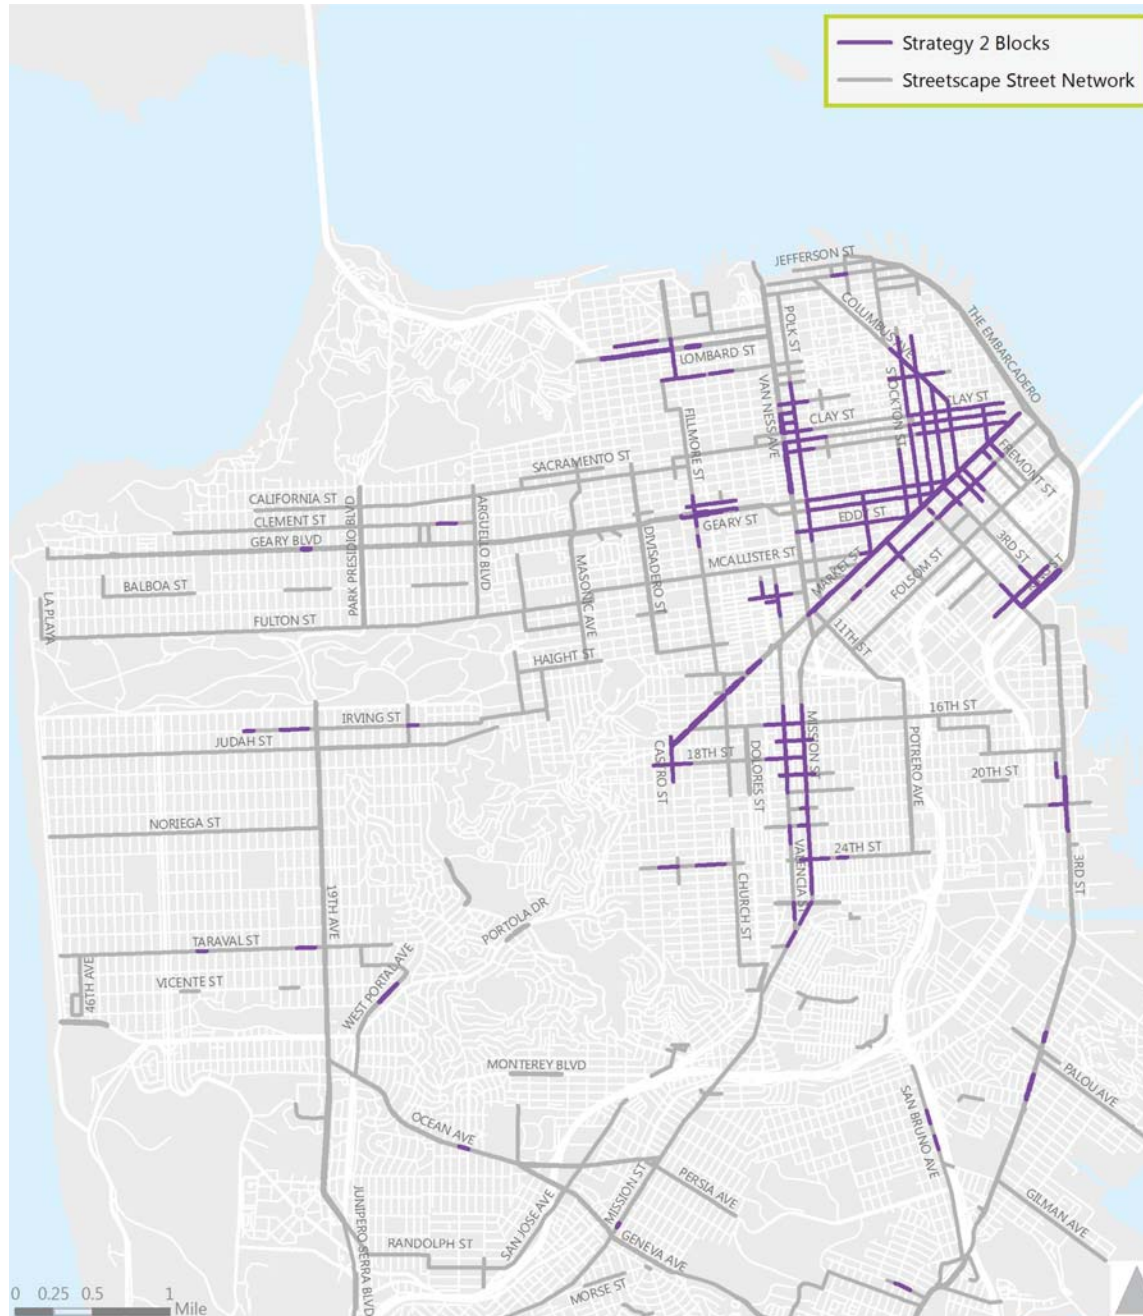 Strategy 2 Blocks
Streetscape Street Network
JEFFERSON ST
POLK ST
COLUMBUS AVE
THE EMBARCADERO
LOMBARD ST
VAN NESS AVE
STOCKTON ST
CLAY ST
CLAY ST
FILLMORE ST
FREMONT ST
SACRAMENTO ST
CALIFORNIA ST
CLEMENT ST
GEARY BLVD
PARK PRESIDIO BLVD
ARGUELLO BLVD
GEARY ST
EDDY ST
DIVISADERO ST
MASONIC AVE
MCALLISTER ST
MARKET ST
FOLSOM ST
3RD ST
KING ST
BALBOA ST
LA PLAYA
FULTON ST
11TH ST
HAIGHT ST
IRVING ST
JUDAH ST
16TH ST
CASTRO ST
18TH ST
DOLORES ST
MISSION ST
POTRERO AVE
20TH ST
NORIEGA ST
VALENCIA ST
24TH ST
3RD ST
CHURCH ST
19TH AVE
PORTOLA DR
TARAVAL ST
46TH AVE
VICENTE ST
WEST PORTAL AVE
MONTEREY BLVD
PALOU AVE
OCEAN AVE
SAN BRUNO AVE
JUNIPERO SERRA BLVD
SAN JOSE AVE
MISSION ST
PERSIA AVE
GILMAN AVE
RANDOLPH ST
GENEVA AVE
MORSE ST
0 0.25 0.5 1
Mile